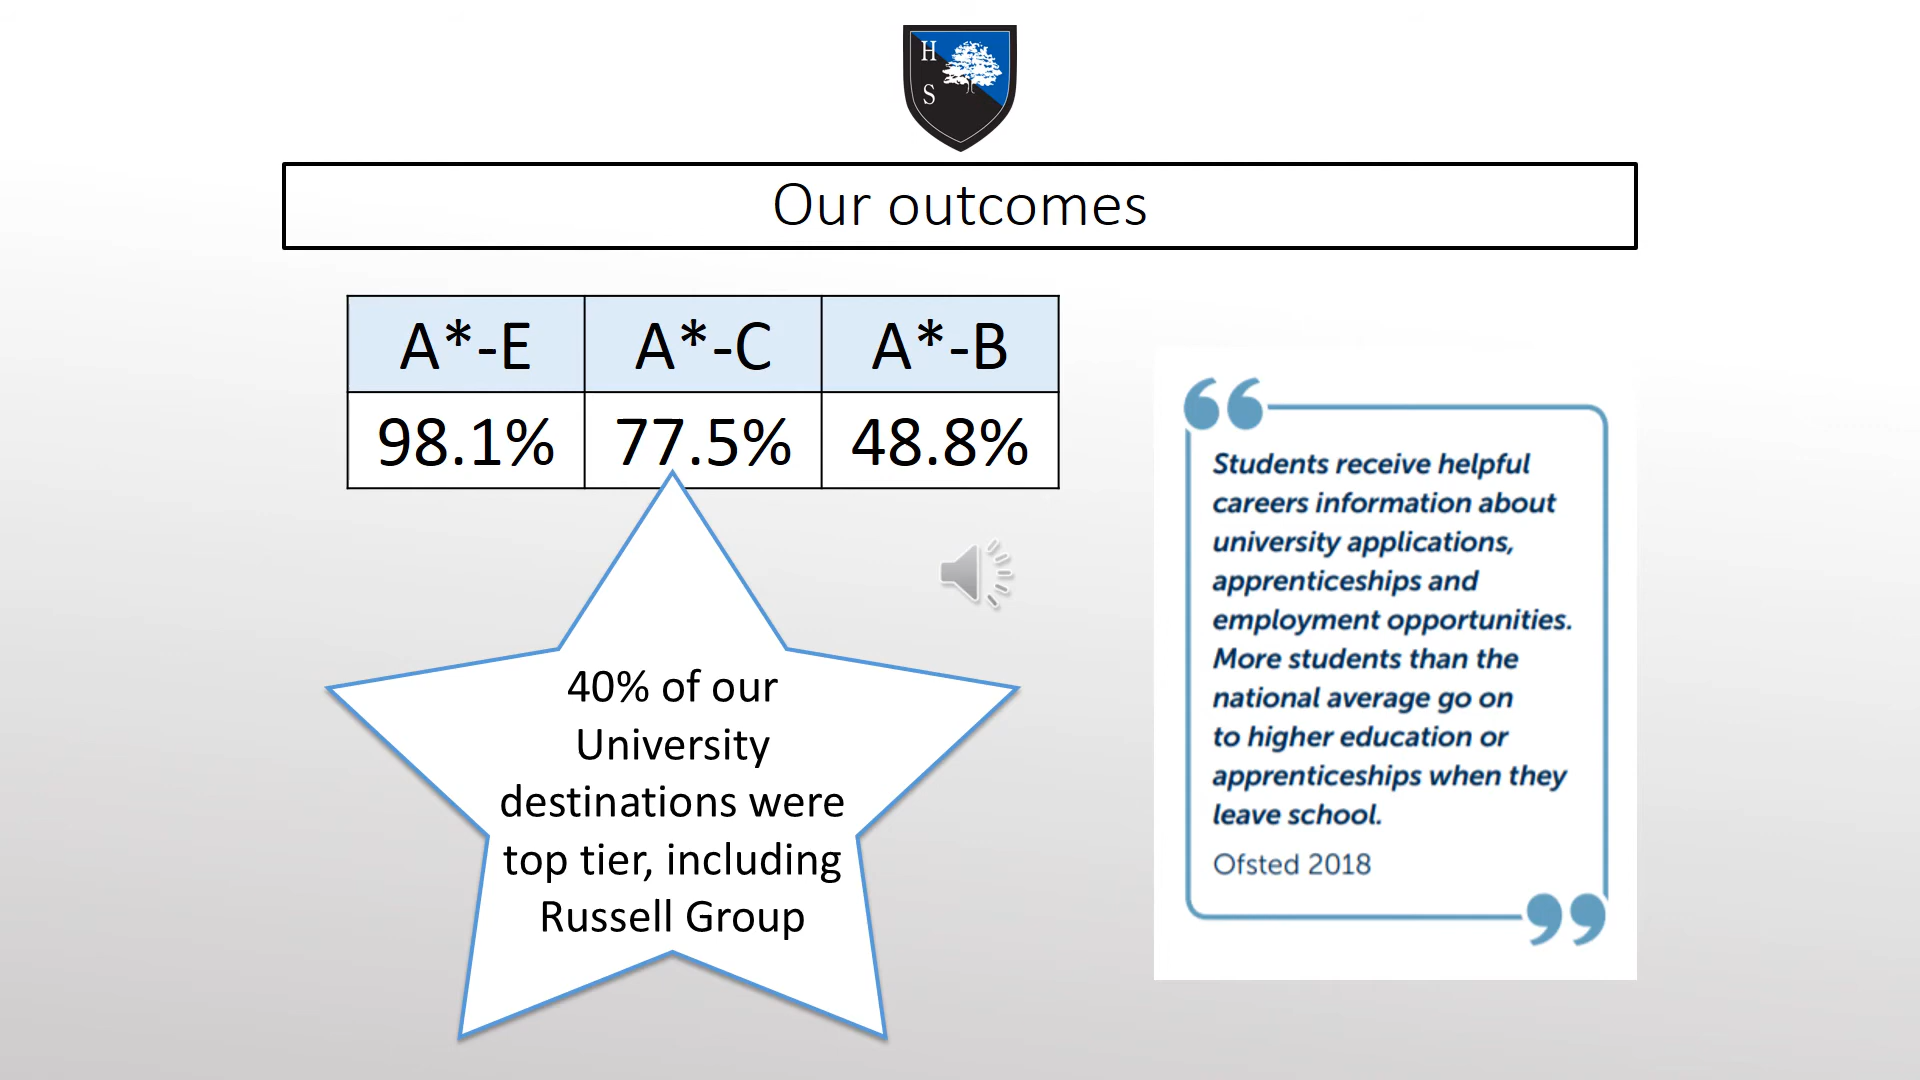 H
S
Our outcomes
A*-E A*-C A*-B
98.1% 77.5% 48.8%
40% of our
University
destinations were
top tier, including
Russell Group
“
Students receive helpful
careers information about
university applications,
apprenticeships and
employment opportunities.
More students than the
national average go on
to higher education or
apprenticeships when they
leave school.
Ofsted 2018
”